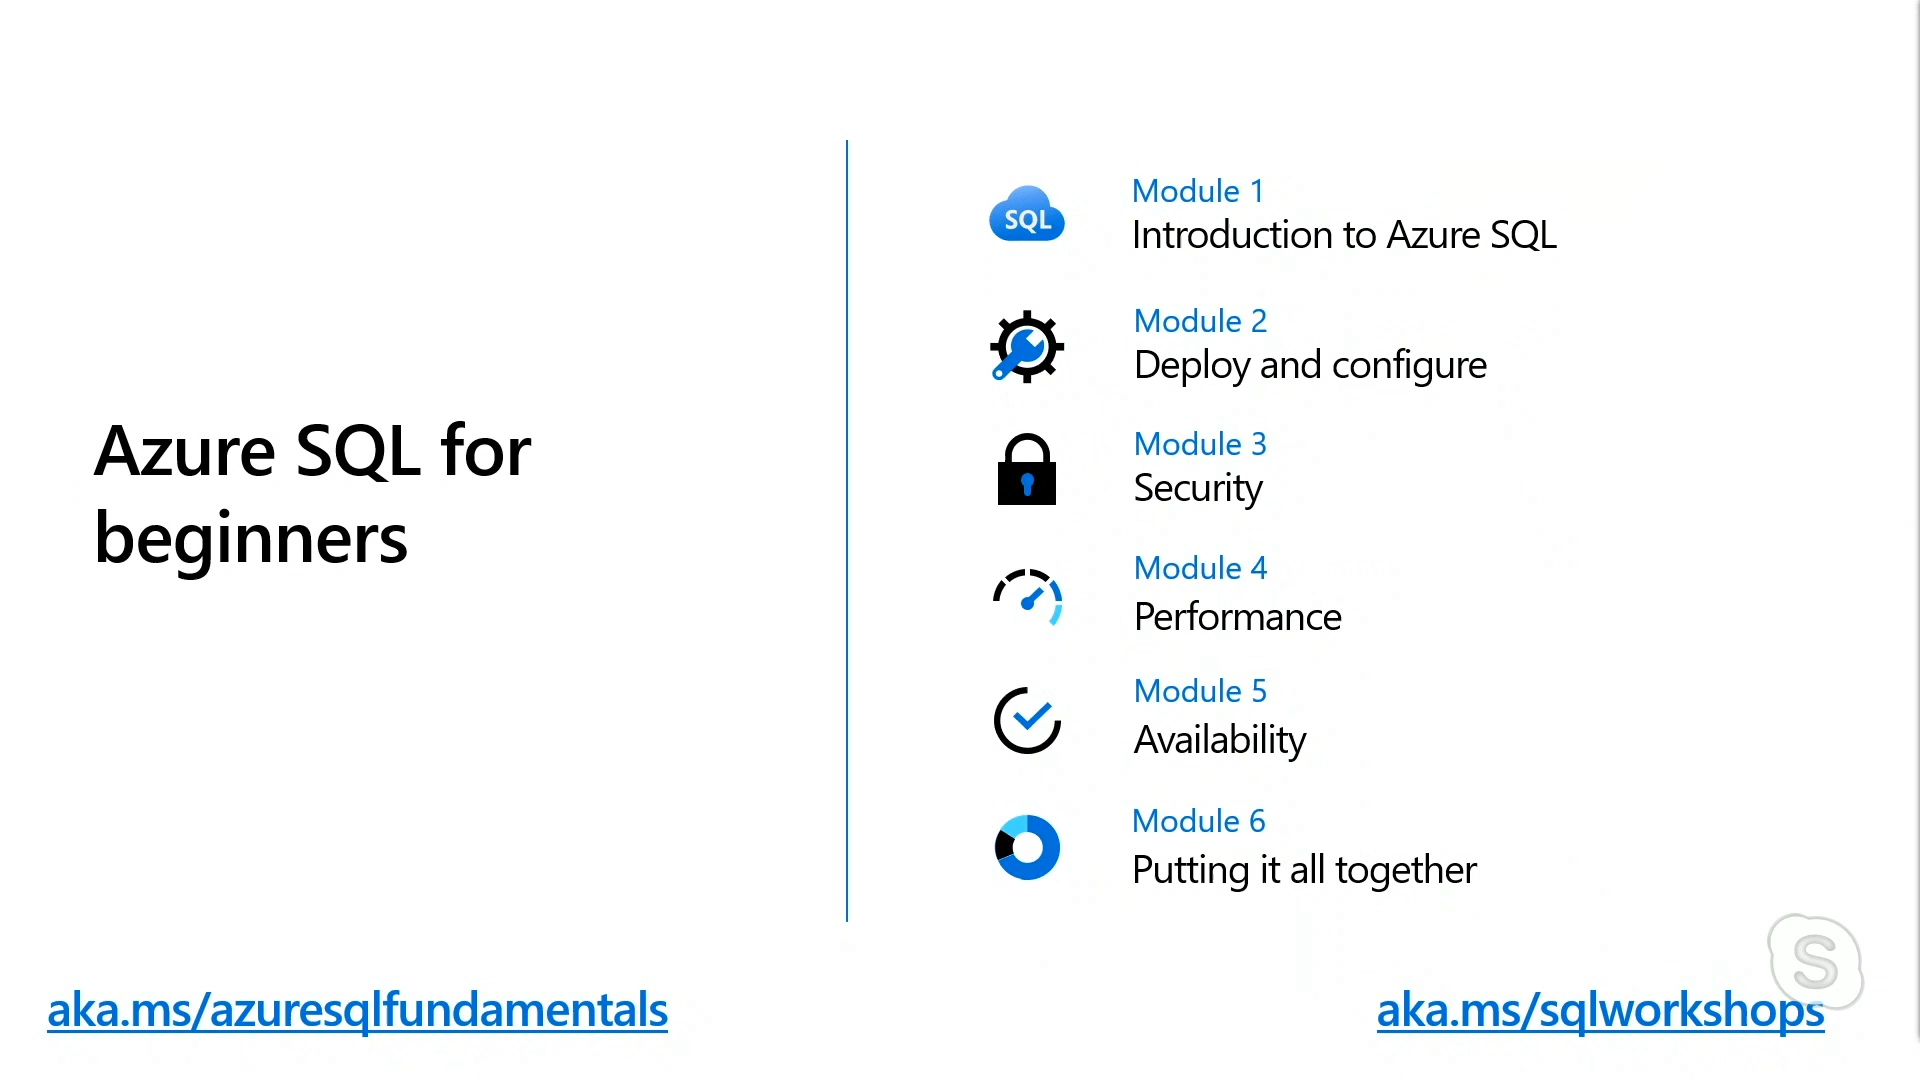 Azure SQL for
beginners
SQL
Module 1
Introduction to Azure SQL
Module 2
Deploy and configure
Module 3
Security
Module 4
Performance
Module 5
Availability
Module 6
Putting it all together
aka.ms/azuresqlfundamentals
aka.ms/sqlworkshops
S